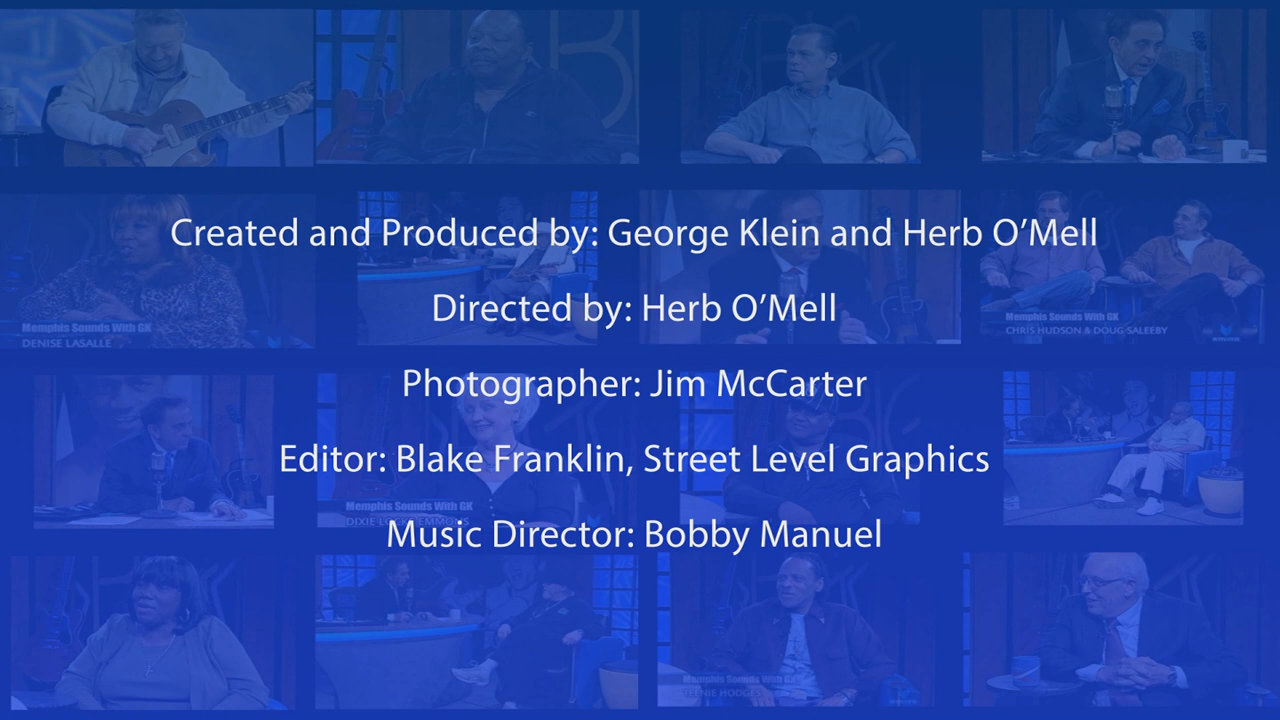 Created and Produced by: George Klein and Herb O'Mell
Memphis Sounds With GK
DENISE LASALLE
Memphis Sounds With GK
CHRIS HUDSON & DOUG SALEEBY
Directed by: Herb O'Mell
Photographer: Jim McCarter
Editor: Blake Franklin, Street Level Graphics
Memphis Sounds With GK
DIXIE
Music Director: Bobby Manuel
Memphis Sounds With GK
TEENIE HODGES